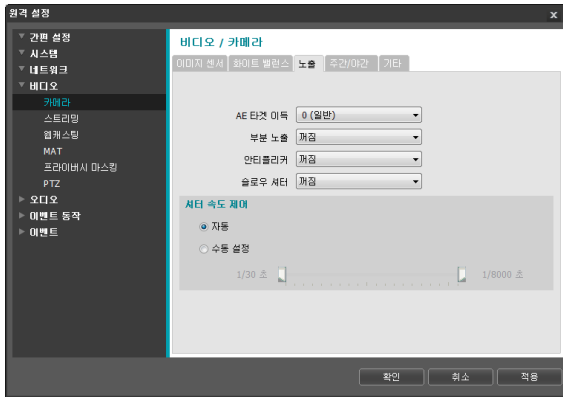 원격 설정
x
간편 설정
시스템
네트워크
비디오
카메라
스트리밍
웹캐스팅
MAT
프라이버시 마스킹
PTZ
오디오
이벤트 동작
이벤트
비디오 / 카메라
이미지 센서 화이트 밸런스 노출 주간/야간 기타
AE 타겟 이득 0 (일반)
부분 노출 꺼짐
안티플리커 꺼짐
슬로우 셔터 꺼짐
셔터 속도 제어
자동
수동 설정
1/30 초 1/8000 초
확인 취소 적용